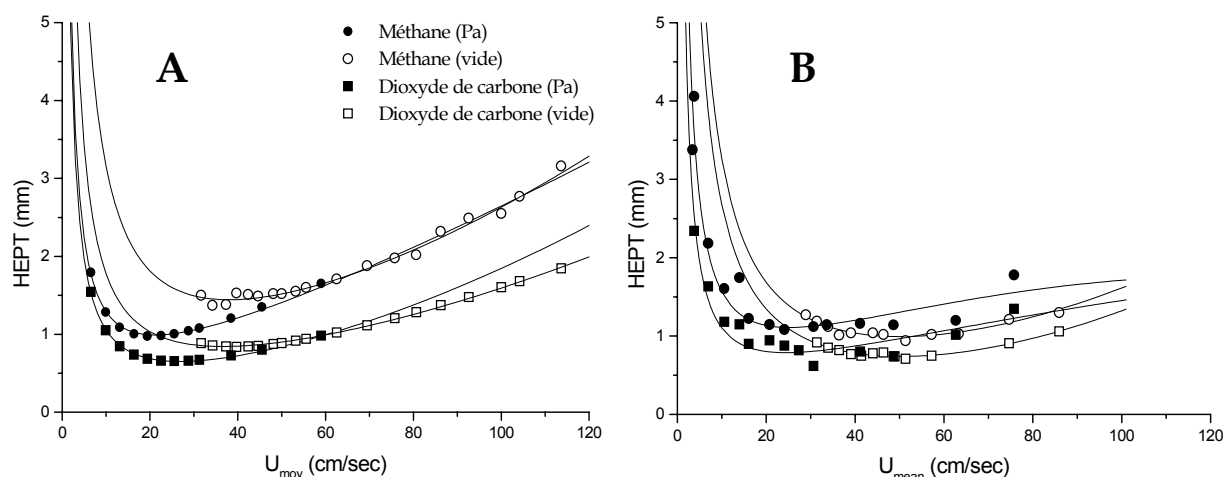 A
Méthane (Pa)
Méthane (vide)
Dioxyde de carbone (Pa)
Dioxyde de carbone (vide)
HEPT (mm)
5
4
3
2
1
0
0 20 40 60 80 100 120
U_moy (cm/sec)
B
HEPT (mm)
5
4
3
2
1
0
0 20 40 60 80 100 120
U_mean (cm/sec)